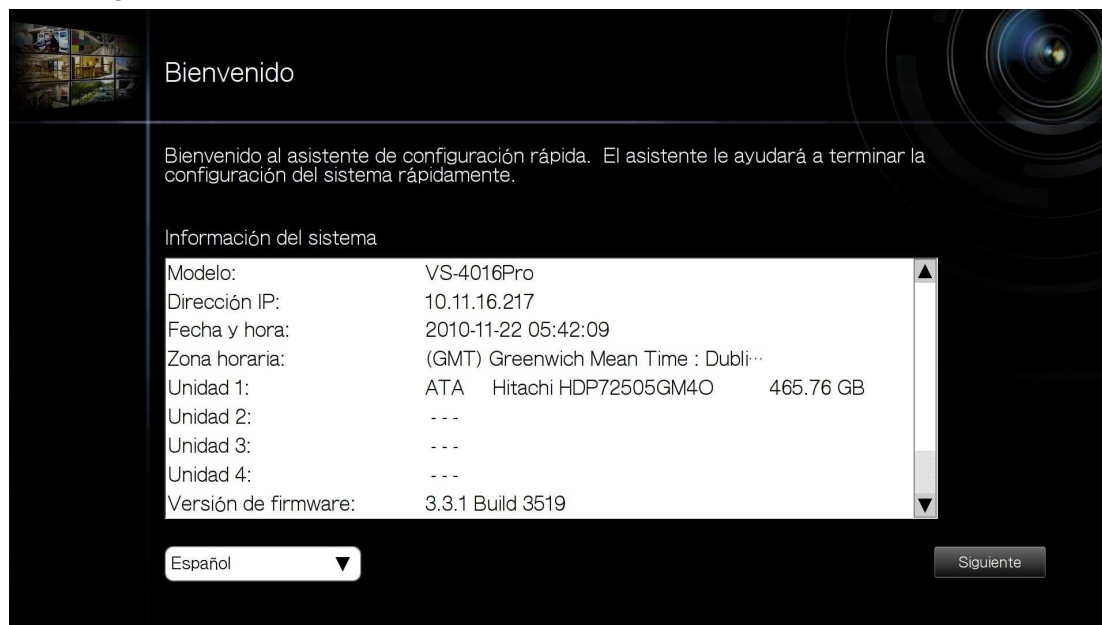 Bienvenido
Bienvenido al asistente de configuración rápida. El asistente le ayudará a terminar la
configuración del sistema rápidamente.
Información del sistema
Modelo: VS-4016Pro
Dirección IP: 10.11.16.217
Fecha y hora: 2010-11-22 05:42:09
Zona horaria: (GMT) Greenwich Mean Time : Dubli...
Unidad 1: ATA Hitachi HDP72505GM4O 465.76 GB
Unidad 2: ---
Unidad 3: ---
Unidad 4: ---
Versión de firmware: 3.3.1 Build 3519
Español
Siguiente